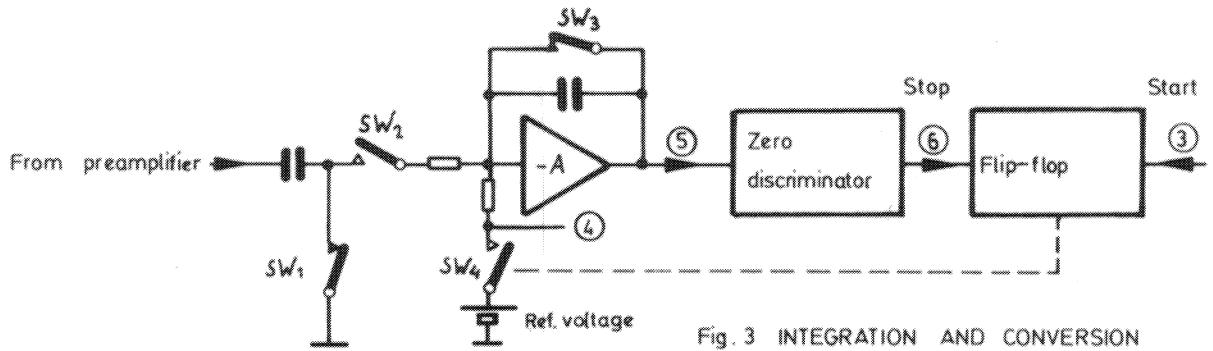 SW₃
Stop
Start
SW₂
From preamplifier
-A
5
Zero
discriminator
6
Flip-flop
3
4
SW₁
SW₄
Ref. voltage
Fig. 3 INTEGRATION AND CONVERSION